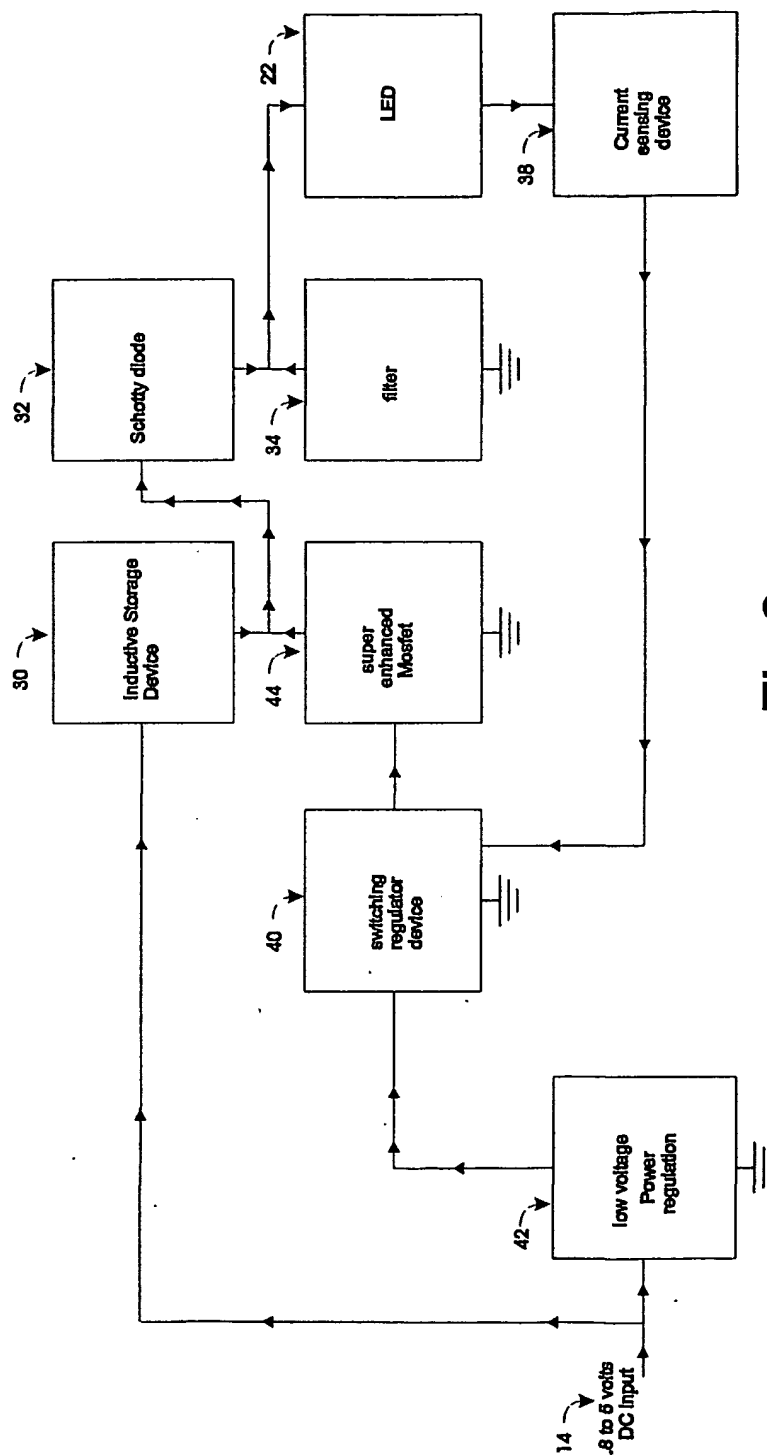 32
Schotty diode
22
LED
30
Inductive Storage
Device
34
filter
38
Current
sensing
device
44
super
enhanced
Mosfet
40
switching
regulator
device
42
low voltage
Power
regulation
14
.8 to 5 volts
DC Input